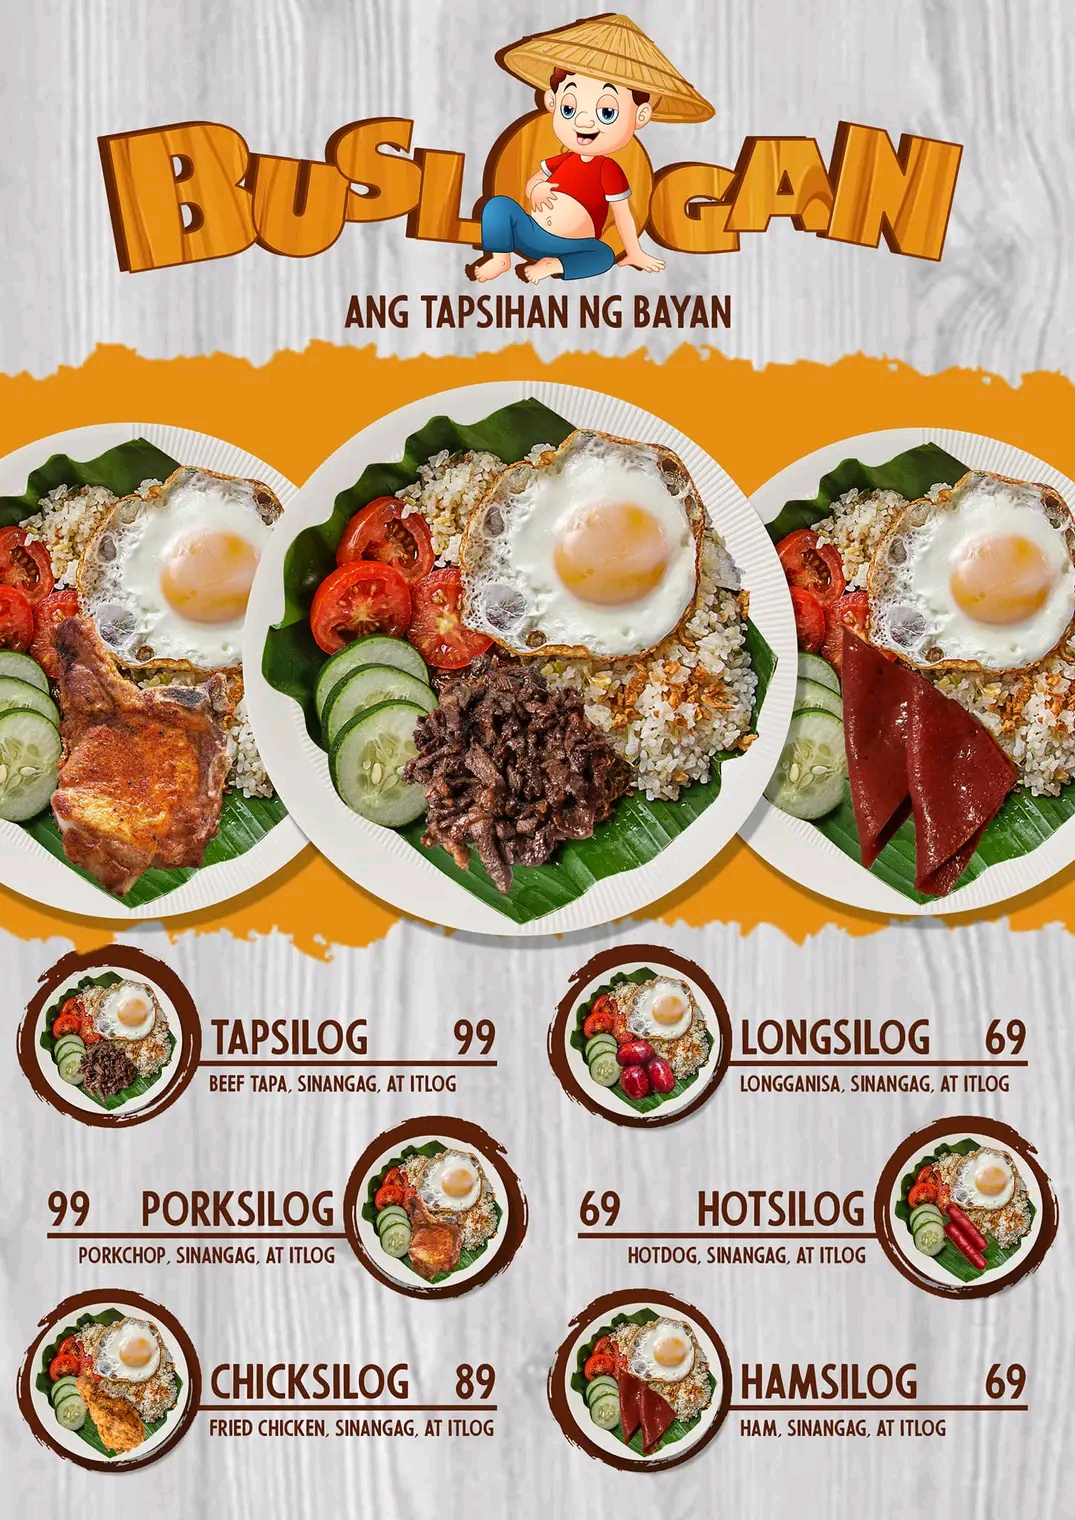 BUSLOGAN
ANG TAPSIHAN NG BAYAN
TAPSILOG 99
BEEF TAPA, SINANGAG, AT ITLOG
LONGSILOG 69
LONGGANISA, SINANGAG, AT ITLOG
99 PORKSILOG
PORKCHOP, SINANGAG, AT ITLOG
69 HOTSILOG
HOTDOG, SINANGAG, AT ITLOG
CHICKSILOG 89
FRIED CHICKEN, SINANGAG, AT ITLOG
HAMSILOG 69
HAM, SINANGAG, AT ITLOG